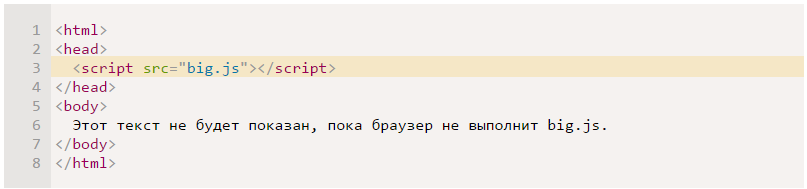 1 <html>
2 <head>
3 <script src="big.js"></script>
4 </head>
5 <body>
6 Этот текст не будет показан, пока браузер не выполнит big.js.
7 </body>
8 </html>